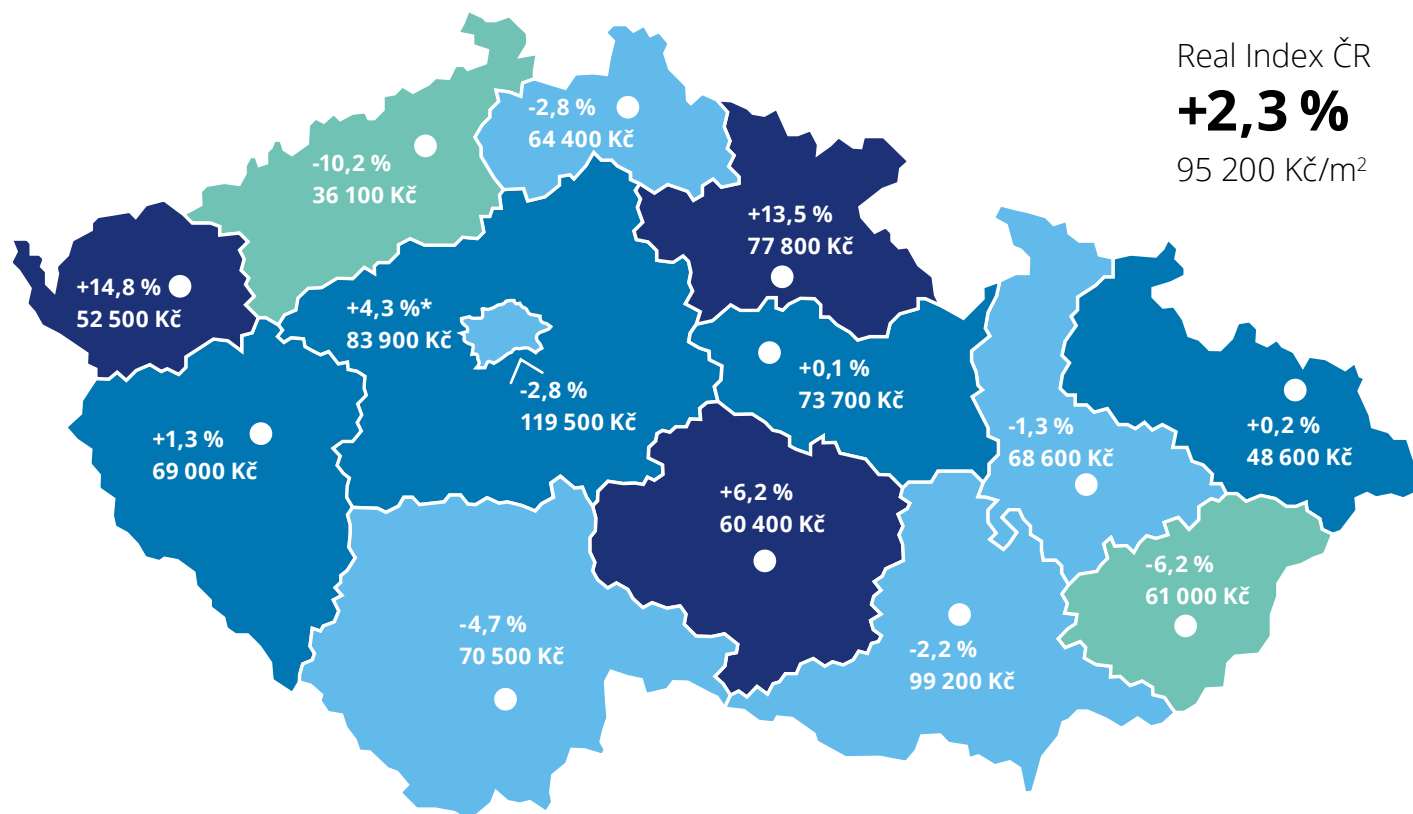 Real Index ČR
+2,3 %
95 200 Kč/m²
-2,8 %
64 400 Kč
-10,2 %
36 100 Kč
+13,5 %
77 800 Kč
+14,8 %
52 500 Kč
+4,3 %*
83 900 Kč
-2,8 %
119 500 Kč
+0,1 %
73 700 Kč
+1,3 %
69 000 Kč
-1,3 %
68 600 Kč
+0,2 %
48 600 Kč
+6,2 %
60 400 Kč
-6,2 %
61 000 Kč
-4,7 %
70 500 Kč
-2,2 %
99 200 Kč